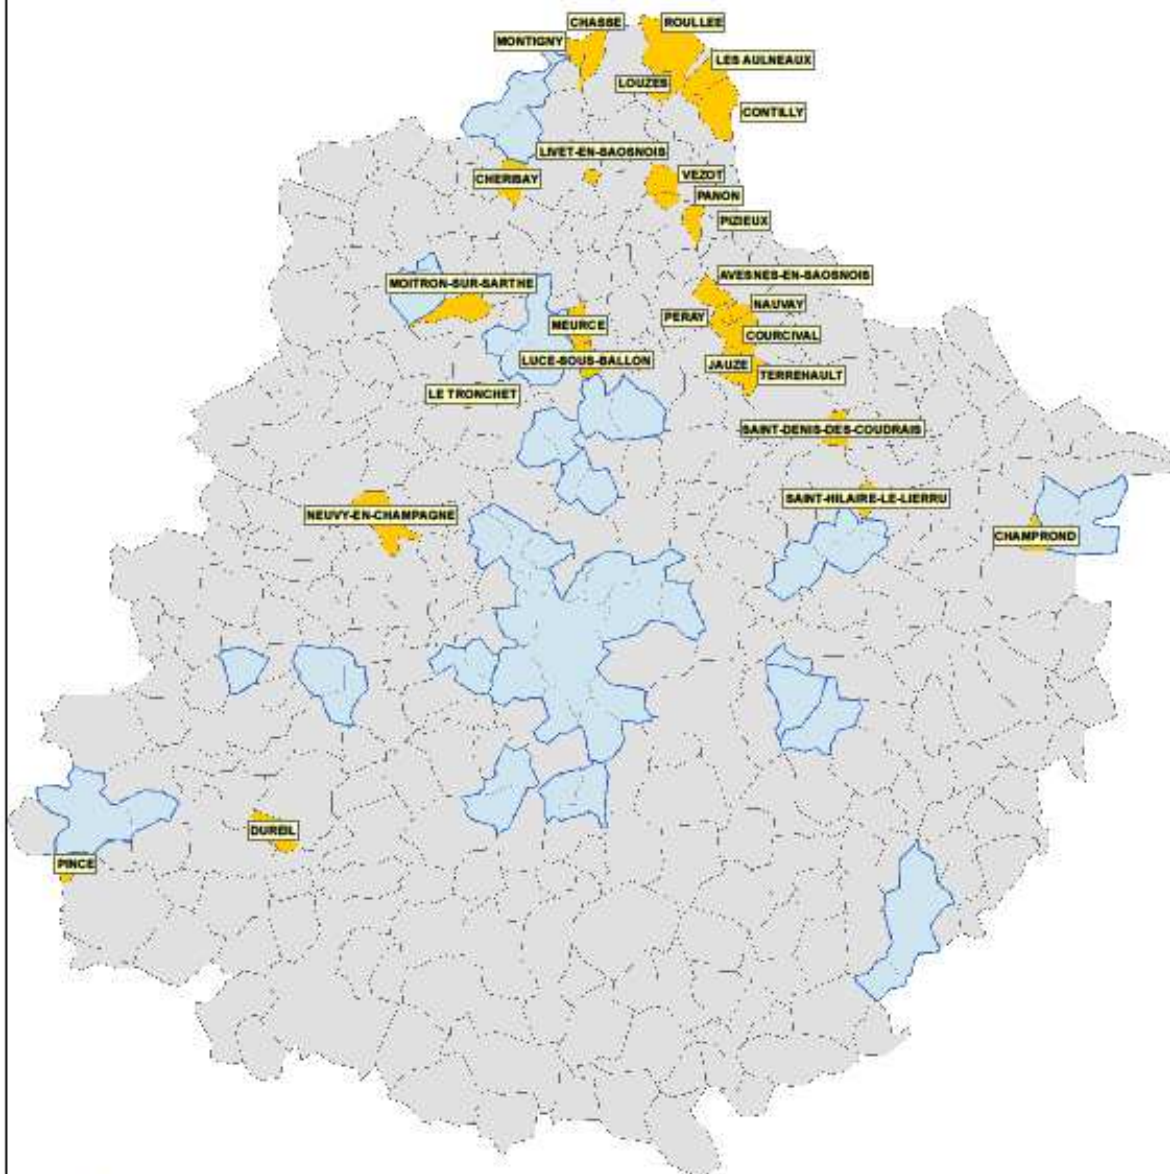 CHASSE
ROULLEE
MONTIGNY
LES AULNEAUX
LOUZES
CONTILLY
LIVET-EN-SAOSNOIS
CHERISAY
VEZOT
PANON
PIZIEUX
AVESNES-EN-SAOSNOIS
MOITRON-SUR-SARTHE
NAUVAY
PERAY
MEURCE
COURCIVAL
LUCE-SOUS-BALLON
JAUZE
TERREHAULT
LE TRONCHET
SAINT-DENIS-DES-COUDRAIS
SAINT-HILAIRE-LE-LIERRU
NEUVY-EN-CHAMPAGNE
CHAMPROND
DUREIL
PINCE